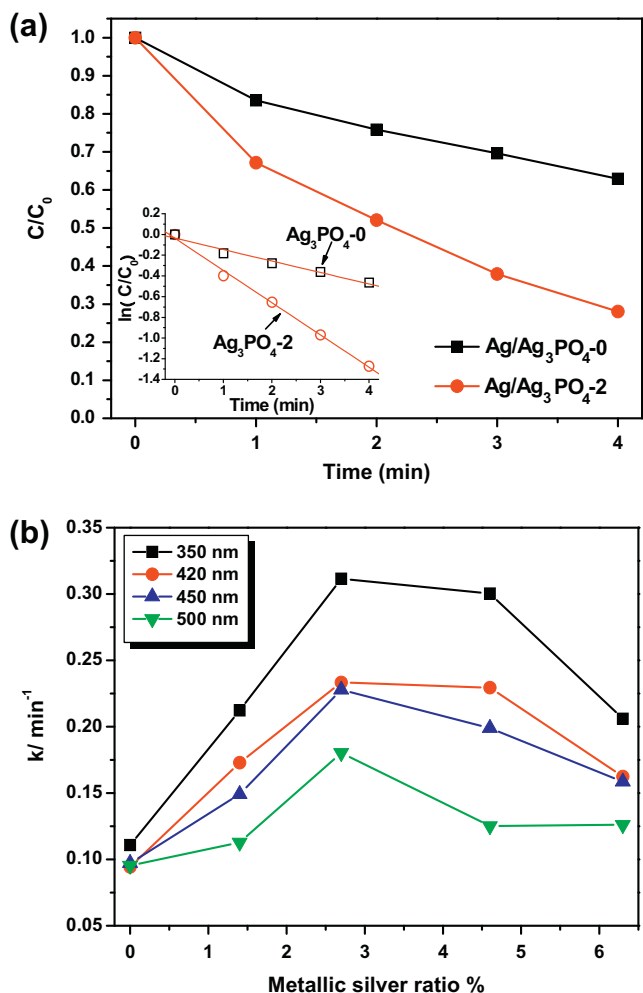 (a)
1.0
0.9
0.8
0.7
0.6
0.5
0.4
0.3
0.2
0.1
0.0
C/C₀
0.2
0.0
-0.2
-0.4
-0.6
-0.8
-1.0
-1.2
-1.4
ln( C/C₀)
Ag₃PO₄-0
Ag₃PO₄-2
0 1 2 3 4
Time (min)
Ag/Ag₃PO₄-0
Ag/Ag₃PO₄-2
0 1 2 3 4
Time (min)
(b)
0.35
0.30
0.25
0.20
0.15
0.10
0.05
k/ min⁻¹
350 nm
420 nm
450 nm
500 nm
0 1 2 3 4 5 6
Metallic silver ratio %